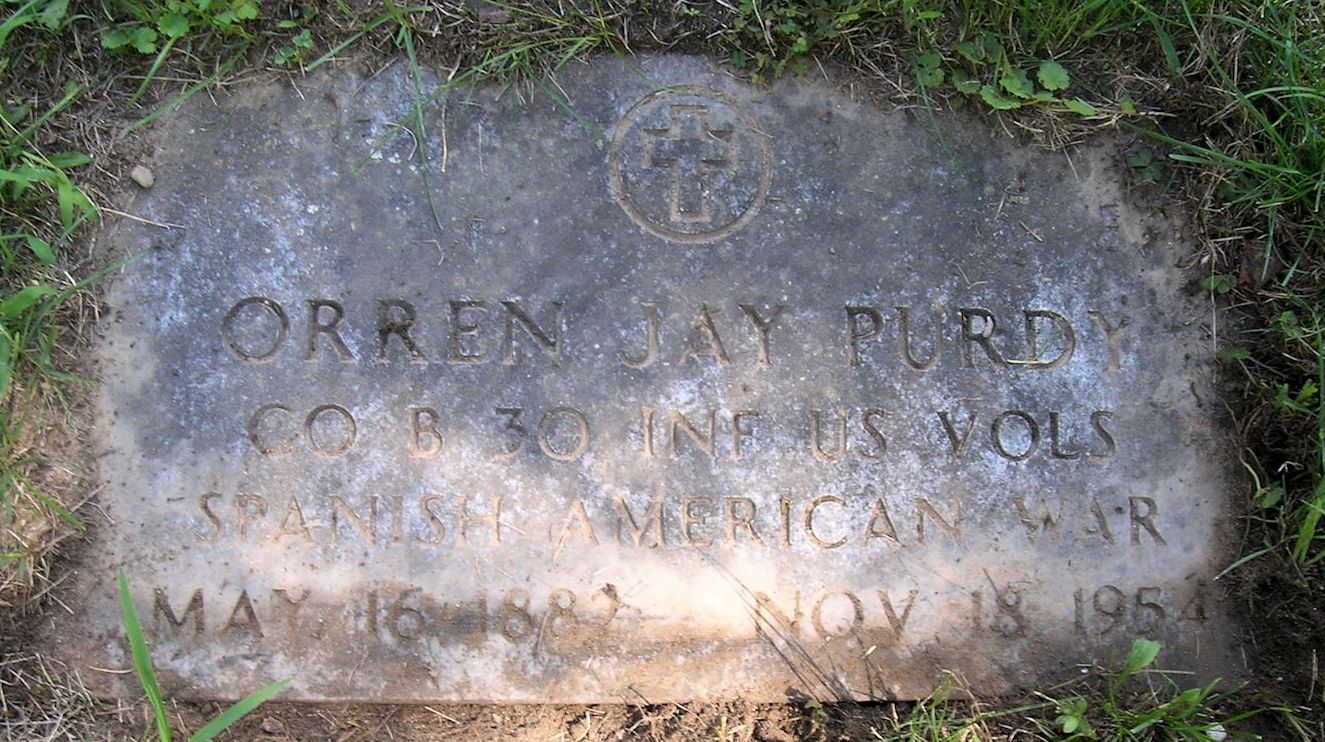 ORREN JAY PURDY
CO B 30 INF US VOLS
SPANISH AMERICAN WAR
MAY 16 1882 NOV 18 1954